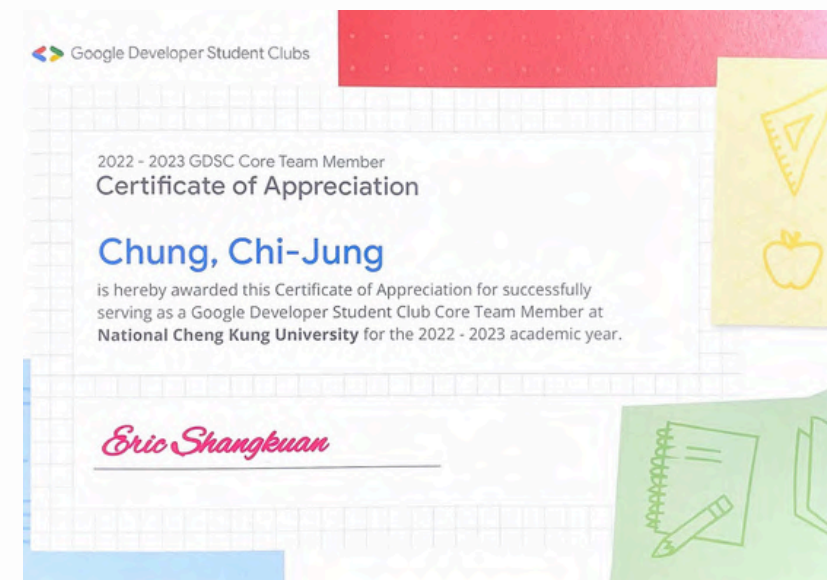 Google Developer Student Clubs
2022 - 2023 GDSC Core Team Member
Certificate of Appreciation
Chung, Chi-Jung
is hereby awarded this Certificate of Appreciation for successfully
serving as a Google Developer Student Club Core Team Member at
National Cheng Kung University for the 2022 - 2023 academic year.
Eric Shangkuan